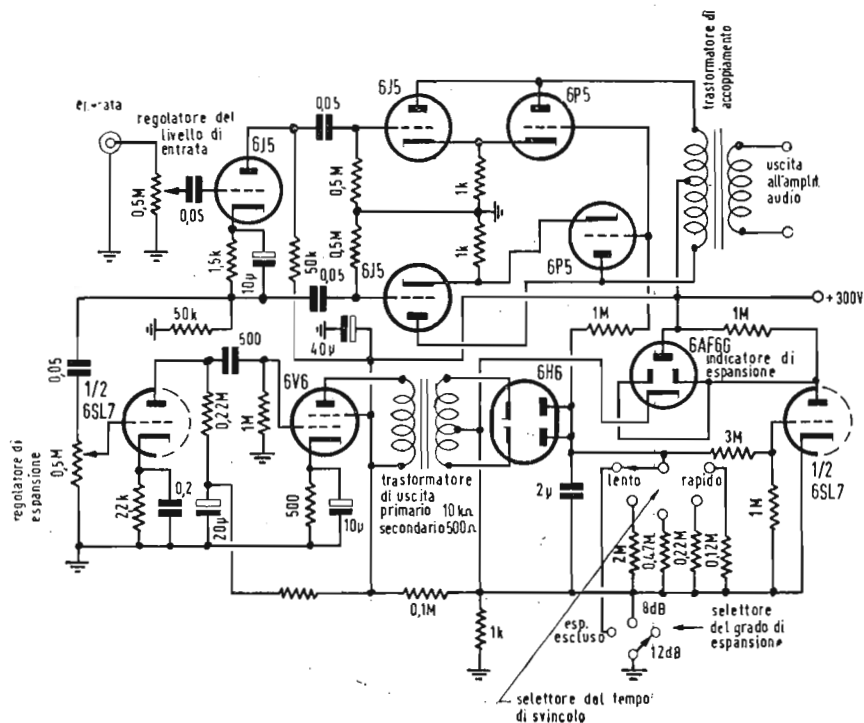 trasformatore di
accoppiamento
6J5
6P5
regolatore del
livello di
entrata
6J5
0,05
0,5M
0,05
0,5M
1k
uscita
all'ampli.
audio
1,5k
10µ
50k
0,5M
0,05
1k
6J5
6P5
+300V
50k
40µ
1M
1M
6AF6G
indicatore di
espansione
0,05
1/2
6SL7
500
6V6
6H6
0,22M
1M
regolatore di
espansione
0,5M
trasformatore
di uscita
primario 10kΩ
secondario 500Ω
3M
1/2
6SL7
lento
rapido
22k
0,2
20µ
500
10µ
2µ
2M
0,47M
0,22M
0,12M
1M
0,1M
1k
esp.
escluso
8dB
12dB
selettore
del grado di
espansione
selettore dal tempo
di svincolo